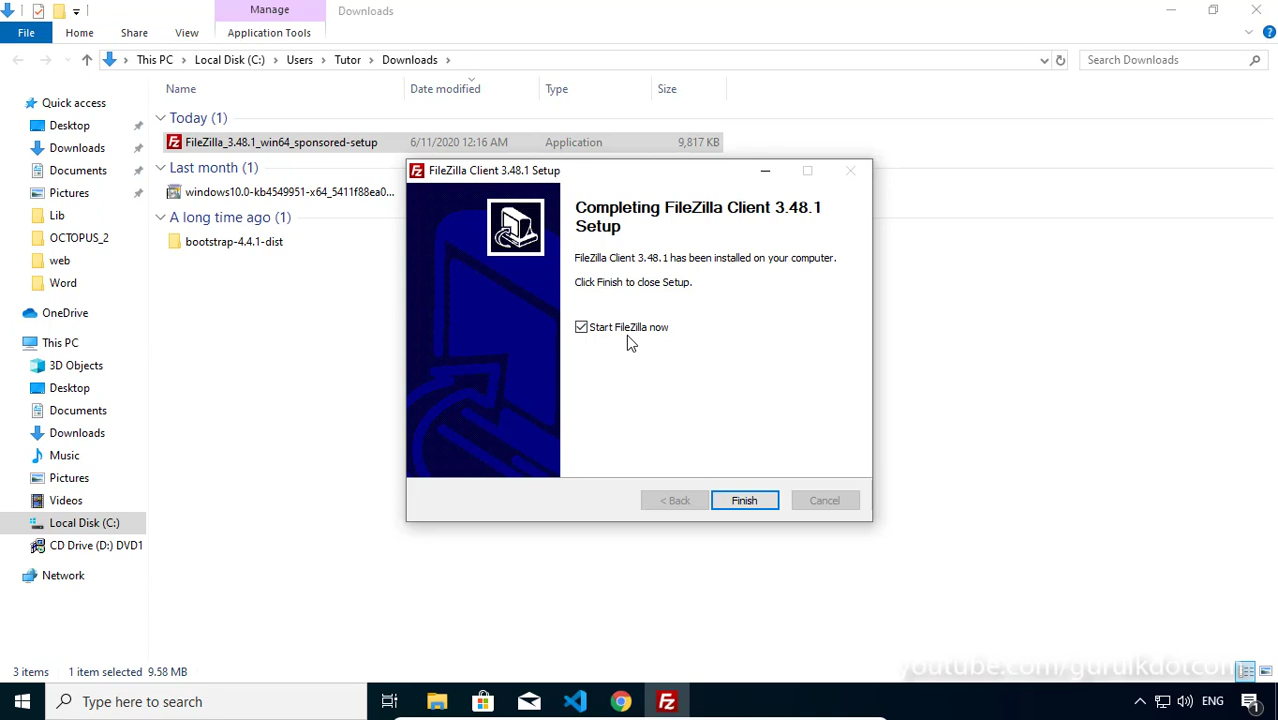 Manage
Downloads
File
Home
Share
View
Application Tools
This PC
Local Disk (C:)
Users
Tutor
Downloads
Search Downloads
Name
Date modified
Type
Size
Quick access
Desktop
Downloads
Documents
Pictures
Lib
OCTOPUS_2
web
Word
OneDrive
This PC
3D Objects
Desktop
Documents
Downloads
Music
Pictures
Videos
Local Disk (C:)
CD Drive (D:) DVD1
Network
Today (1)
FileZilla_3.48.1_win64_sponsored-setup 6/11/2020 12:16 AM Application 9,817 KB
Last month (1)
windows10.0-kb4549951-x64_5411f88ea0...
A long time ago (1)
bootstrap-4.4.1-dist
FileZilla Client 3.48.1 Setup
Completing FileZilla Client 3.48.1
Setup
FileZilla Client 3.48.1 has been installed on your computer.
Click Finish to close Setup.
Start FileZilla now
< Back
Finish
Cancel
3 items
1 item selected 9.58 MB
Type here to search
ENG
1